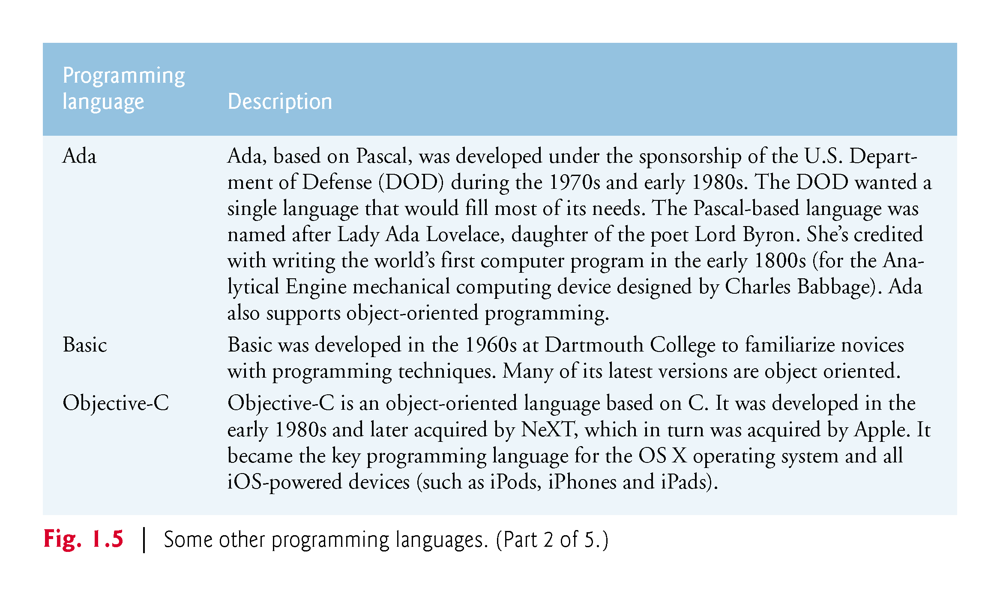 Programming
language Description
Ada Ada, based on Pascal, was developed under the sponsorship of the U.S. Depart-
ment of Defense (DOD) during the 1970s and early 1980s. The DOD wanted a
single language that would fill most of its needs. The Pascal-based language was
named after Lady Ada Lovelace, daughter of the poet Lord Byron. She’s credited
with writing the world’s first computer program in the early 1800s (for the Ana-
lytical Engine mechanical computing device designed by Charles Babbage). Ada
also supports object-oriented programming.
Basic Basic was developed in the 1960s at Dartmouth College to familiarize novices
with programming techniques. Many of its latest versions are object oriented.
Objective-C Objective-C is an object-oriented language based on C. It was developed in the
early 1980s and later acquired by NeXT, which in turn was acquired by Apple. It
became the key programming language for the OS X operating system and all
iOS-powered devices (such as iPods, iPhones and iPads).
Fig. 1.5 | Some other programming languages. (Part 2 of 5.)